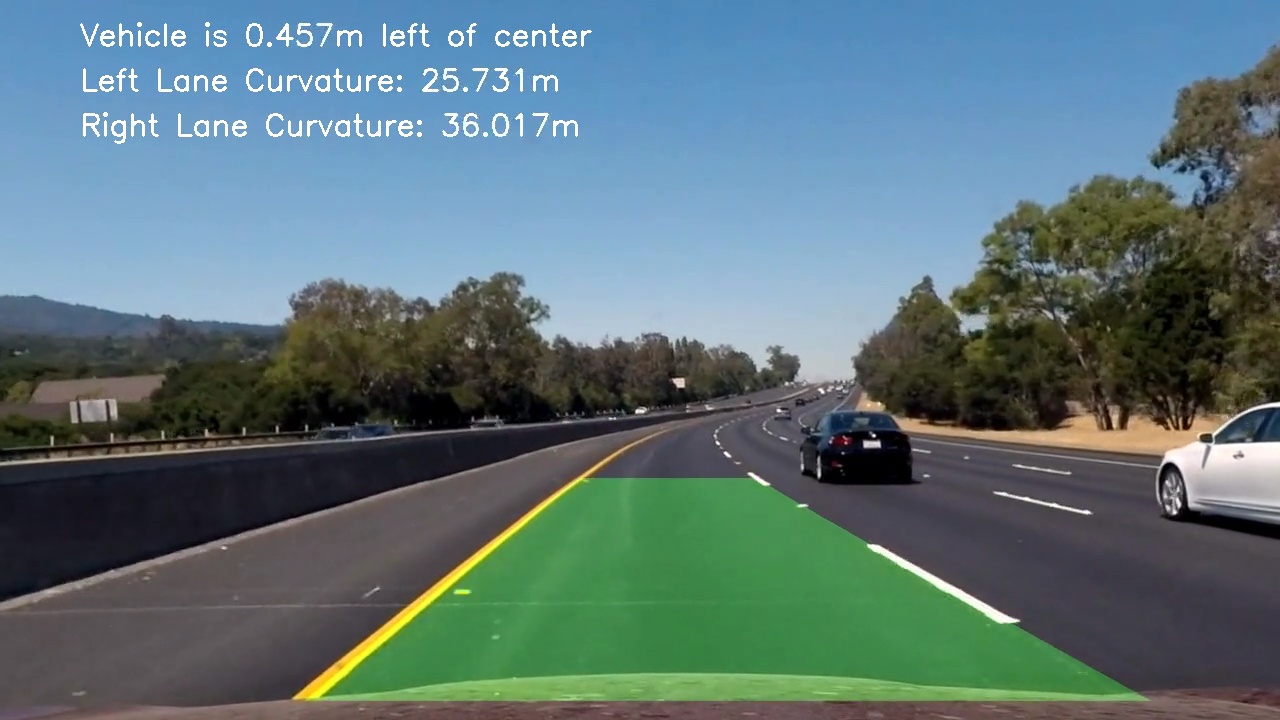 Vehicle is 0.457m left of center
Left Lane Curvature: 25.731m
Right Lane Curvature: 36.017m